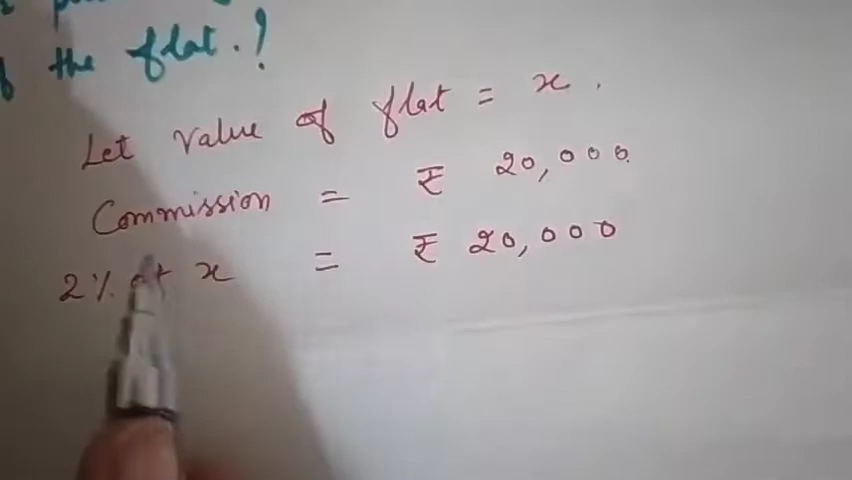 the flat.?
Let Value of flat = x.
Commission = ₹ 20,000.
2% of x = ₹ 20,000